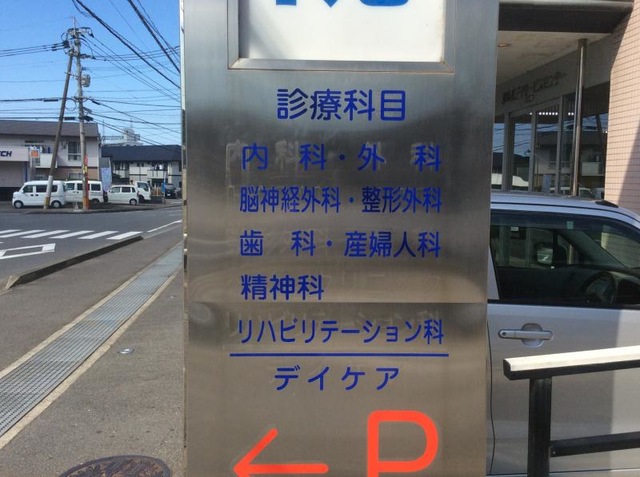 診療科目
内科・外科
脳神経外科・整形外科
歯科・産婦人科
精神科
リハビリテーション科
デイケア
←P